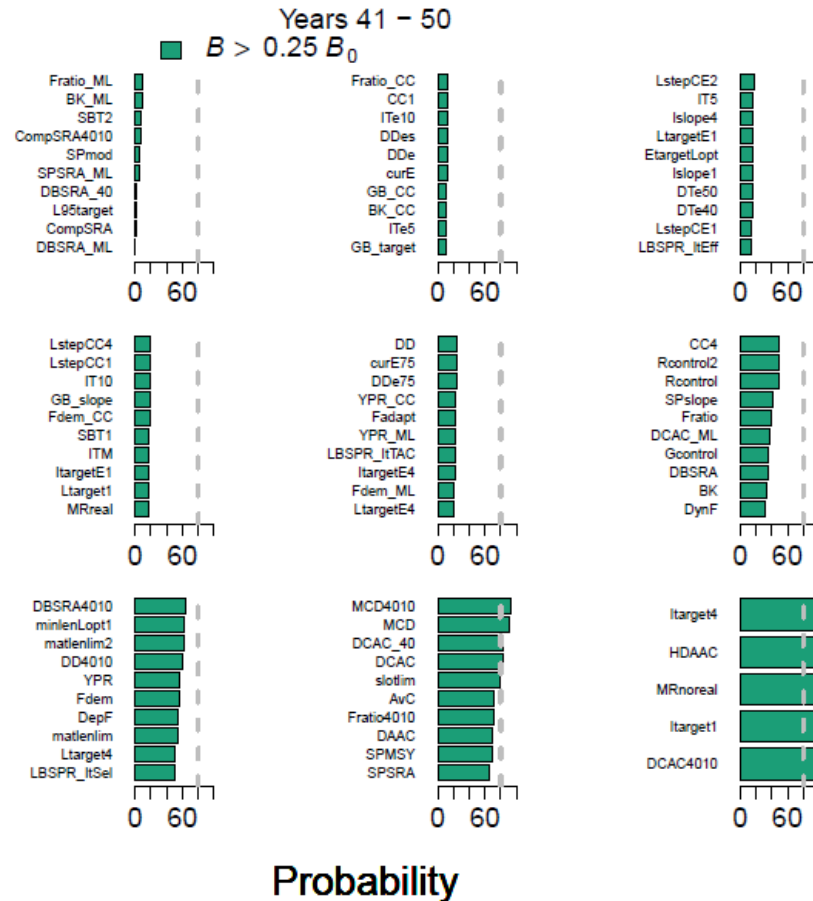 Years 41 − 50
B > 0.25 B0
Fratio_ML
BK_ML
SBT2
CompSRA4010
SPmod
SPSRA_ML
DBSRA_40
L95target
CompSRA
DBSRA_ML
0 60
Fratio_CC
CC1
ITe10
DDes
DDe
curE
GB_CC
BK_CC
ITe5
GB_target
0 60
LstepCE2
IT5
Islope4
LtargetE1
EtargetLopt
Islope1
DTe50
DTe40
LstepCE1
LBSPR_ItEff
0 60
LstepCC4
LstepCC1
IT10
GB_slope
Fdem_CC
SBT1
ITM
ItargetE1
Ltarget1
MRreal
0 60
DD
curE75
DDe75
YPR_CC
Fadapt
YPR_ML
LBSPR_ItTAC
ItargetE4
Fdem_ML
LtargetE4
0 60
CC4
Rcontrol2
Rcontrol
SPslope
Fratio
DCAC_ML
Gcontrol
DBSRA
BK
DynF
0 60
DBSRA4010
minlenLopt1
matlenlim2
DD4010
YPR
Fdem
DepF
matlenlim
Ltarget4
LBSPR_ItSel
0 60
MCD4010
MCD
DCAC_40
DCAC
slotlim
AvC
Fratio4010
DAAC
SPMSY
SPSRA
0 60
Itarget4
HDAAC
MRnoreal
Itarget1
DCAC4010
0 60
Probability